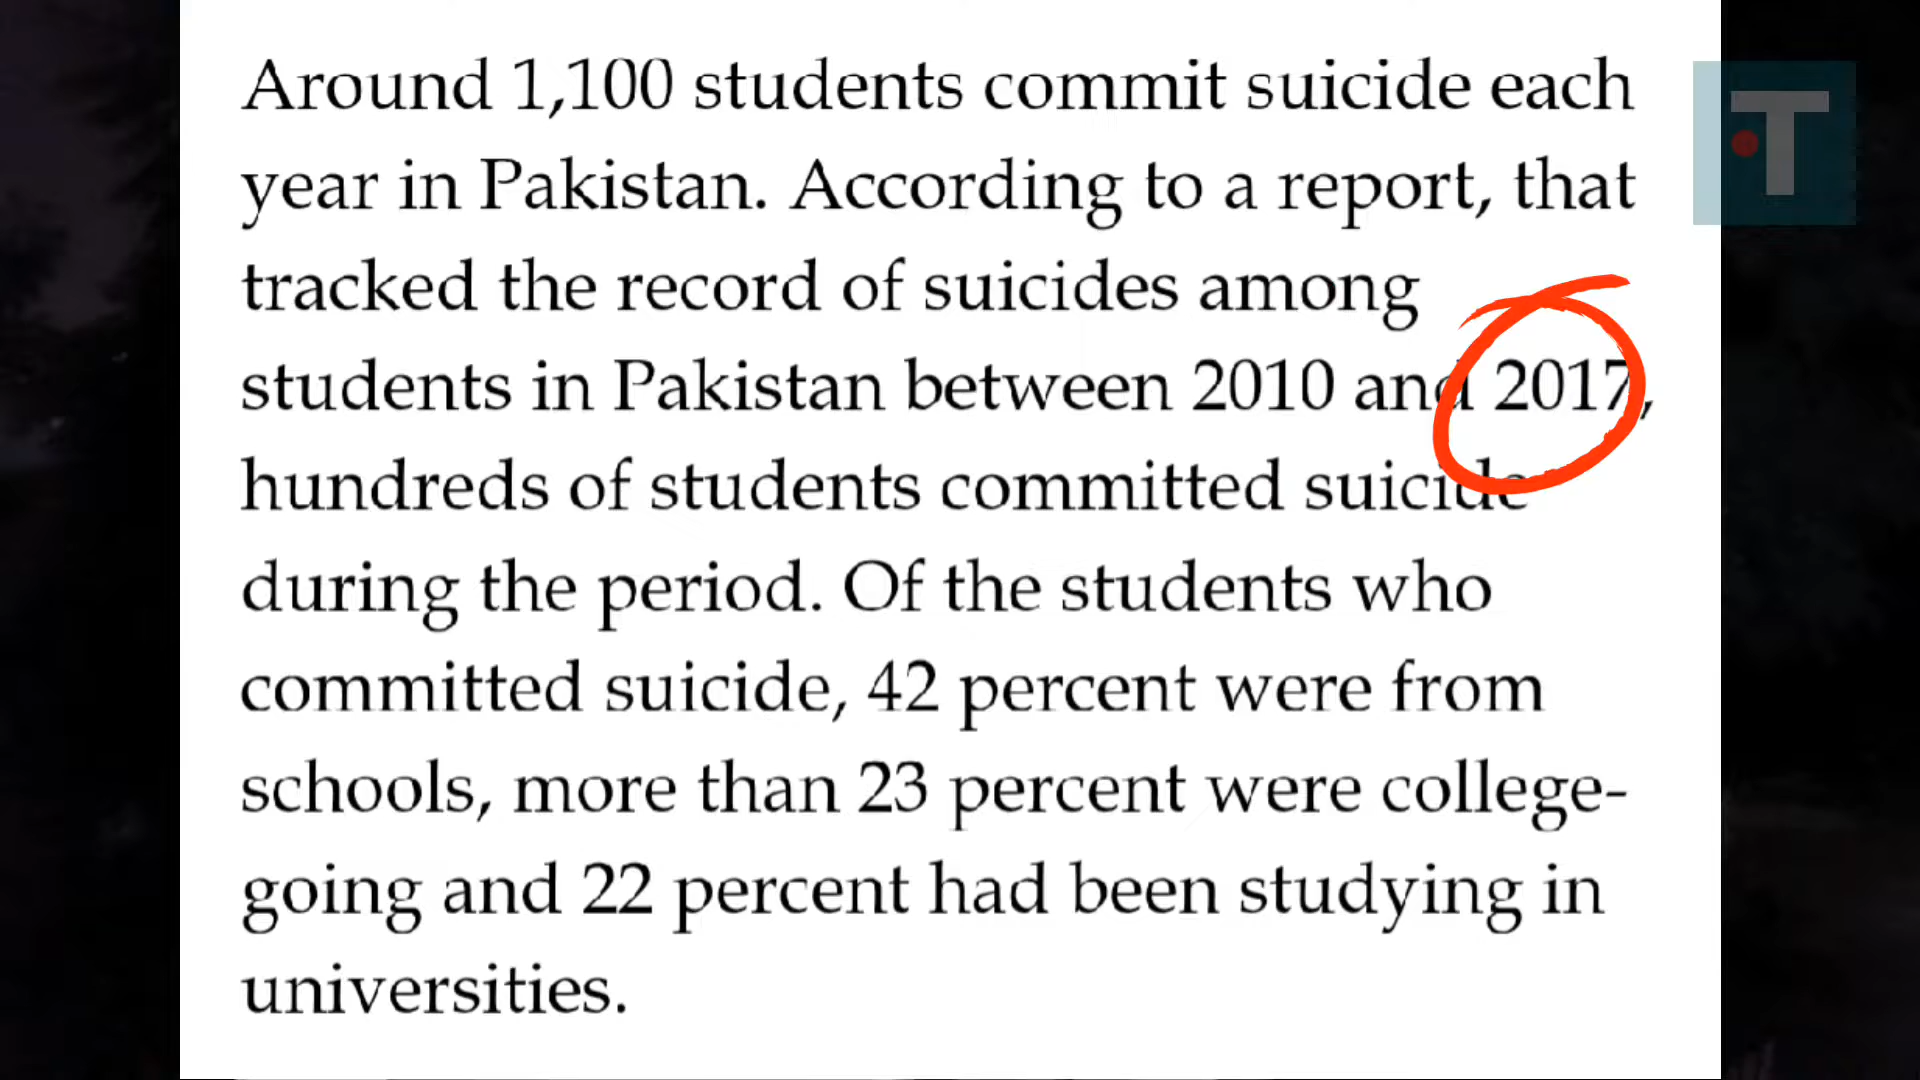 Around 1,100 students commit suicide each
year in Pakistan. According to a report, that
tracked the record of suicides among
students in Pakistan between 2010 and 2017,
hundreds of students committed suicide
during the period. Of the students who
committed suicide, 42 percent were from
schools, more than 23 percent were college-
going and 22 percent had been studying in
universities.
T